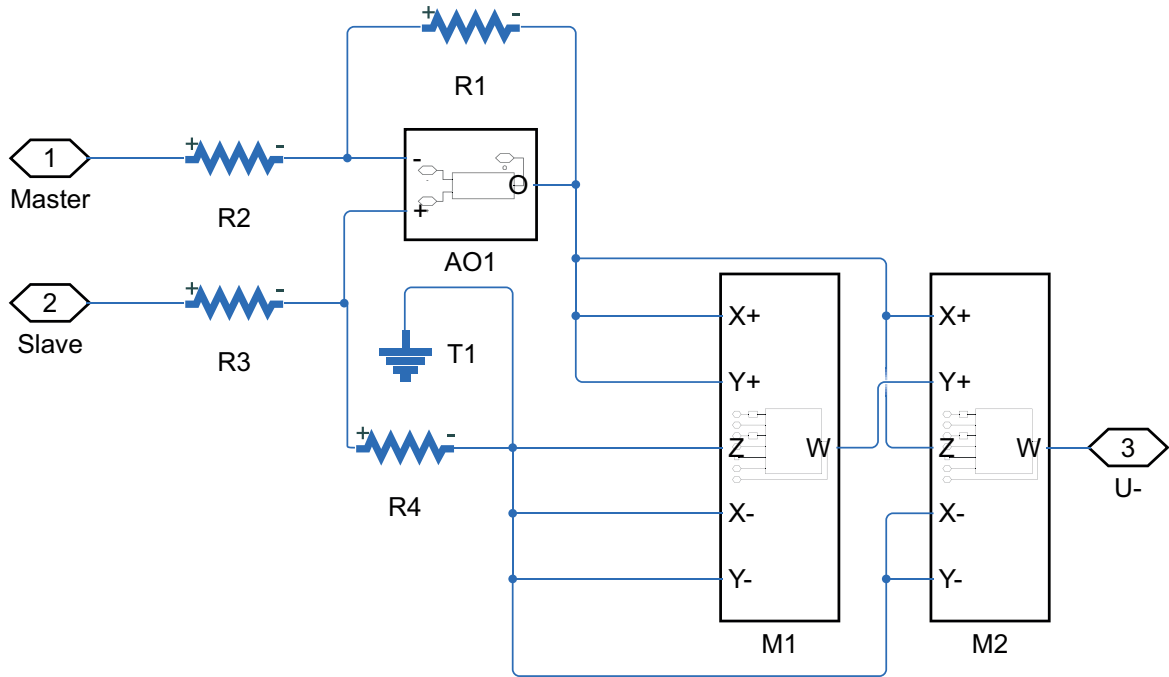 + -
R1
1
Master
+ -
R2
-
+
O
AO1
2
Slave
+ -
R3
T1
+ -
R4
X+
Y+
Z
W
X-
Y-
M1
X+
Y+
Z
W
X-
Y-
M2
3
U-